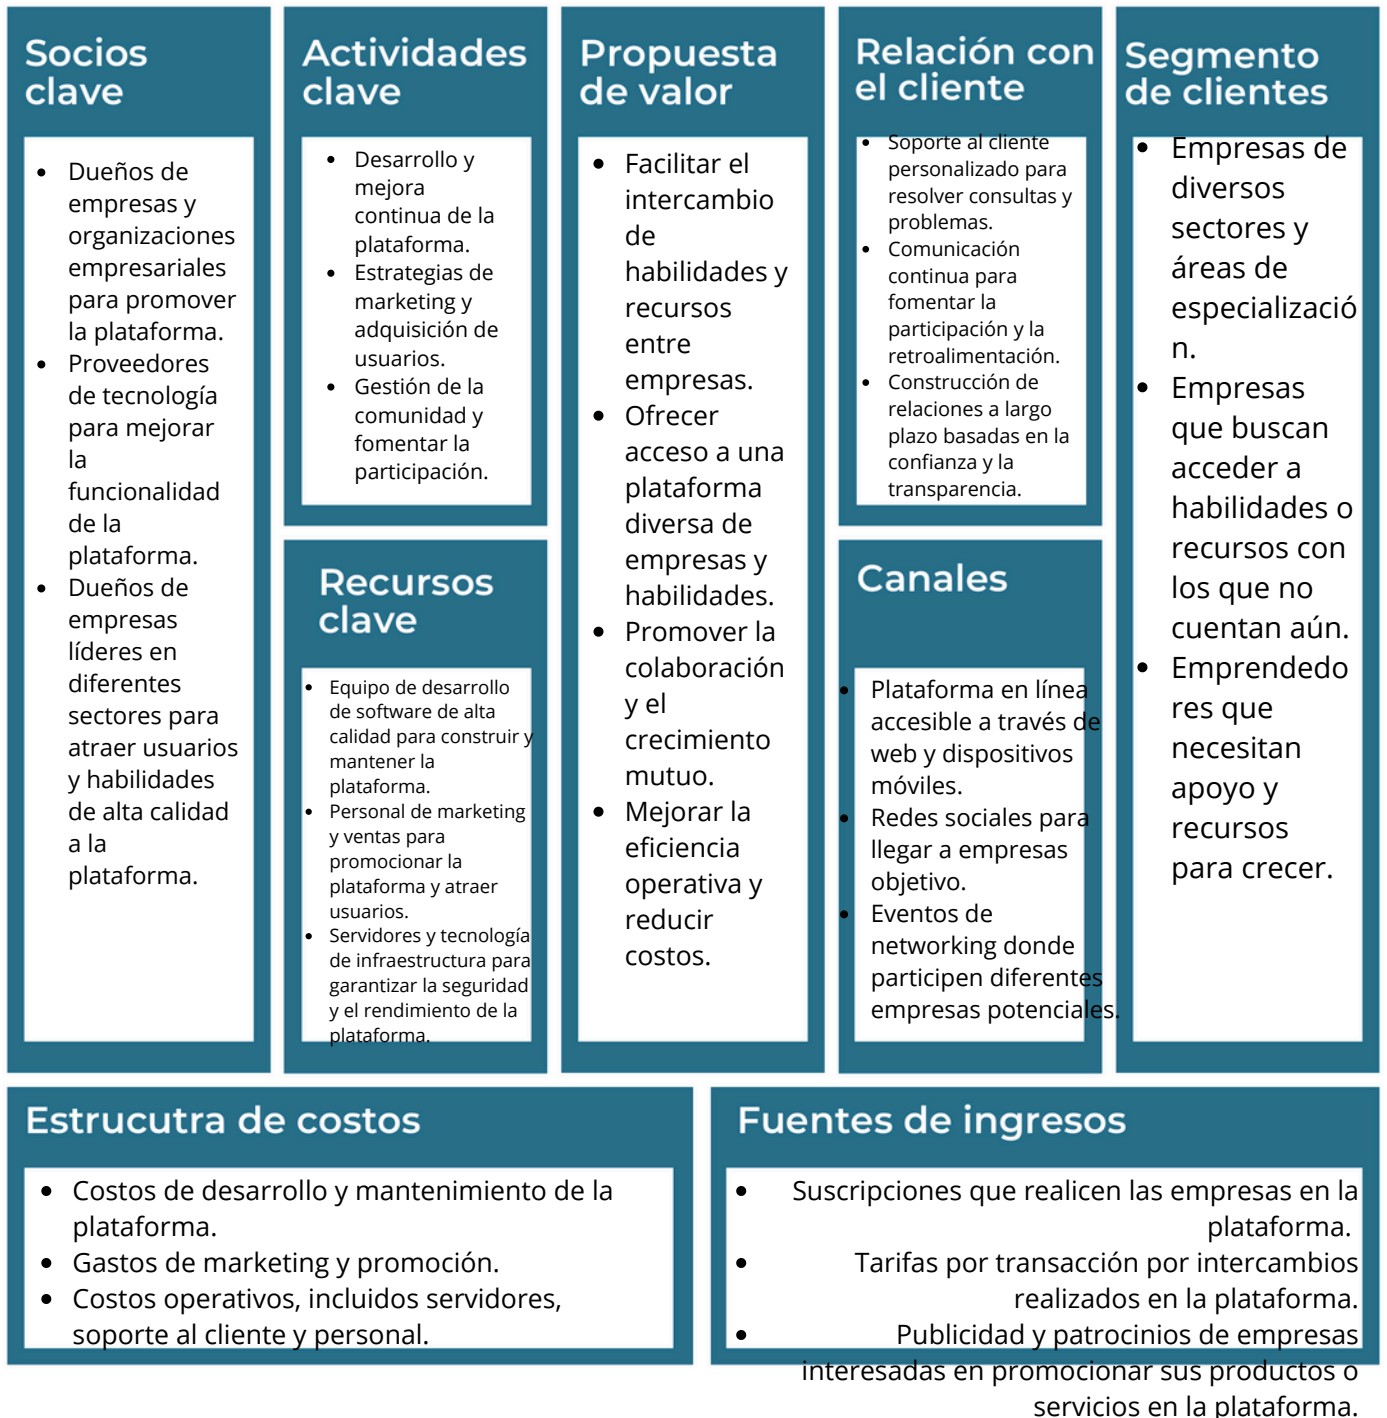 Socios
clave
• Dueños de
empresas y
organizaciones
empresariales
para promover
la plataforma.
• Proveedores
de tecnología
para mejorar
la
funcionalidad
de la
plataforma.
• Dueños de
empresas
líderes en
diferentes
sectores para
atraer usuarios
y habilidades
de alta calidad
a la
plataforma.
Actividades
clave
• Desarrollo y
mejora
continua de la
plataforma.
• Estrategias de
marketing y
adquisición de
usuarios.
• Gestión de la
comunidad y
fomentar la
participación.
Recursos
clave
• Equipo de desarrollo
de software de alta
calidad para construir y
mantener la
plataforma.
• Personal de marketing
y ventas para
promocionar la
plataforma y atraer
usuarios.
• Servidores y tecnología
de infraestructura para
garantizar la seguridad
y el rendimiento de la
plataforma.
Propuesta
de valor
• Facilitar el
intercambio
de
habilidades y
recursos
entre
empresas.
• Ofrecer
acceso a una
plataforma
diversa de
empresas y
habilidades.
• Promover la
colaboración
y el
crecimiento
mutuo.
• Mejorar la
eficiencia
operativa y
reducir
costos.
Relación con
el cliente
• Soporte al cliente
personalizado para
resolver consultas y
problemas.
• Comunicación
continua para
fomentar la
participación y la
retroalimentación.
• Construcción de
relaciones a largo
plazo basadas en la
confianza y la
transparencia.
Canales
• Plataforma en línea
accesible a través de
web y dispositivos
móviles.
• Redes sociales para
llegar a empresas
objetivo.
• Eventos de
networking donde
participen diferentes
empresas potenciales.
Segmento
de clientes
• Empresas de
diversos
sectores y
áreas de
especializació
n.
• Empresas
que buscan
acceder a
habilidades o
recursos con
los que no
cuentan aún.
• Emprendedo
res que
necesitan
apoyo y
recursos
para crecer.
Estrucutra de costos
• Costos de desarrollo y mantenimiento de la
plataforma.
• Gastos de marketing y promoción.
• Costos operativos, incluidos servidores,
soporte al cliente y personal.
Fuentes de ingresos
• Suscripciones que realicen las empresas en la
plataforma.
• Tarifas por transacción por intercambios
realizados en la plataforma.
• Publicidad y patrocinios de empresas
interesadas en promocionar sus productos o
servicios en la plataforma.